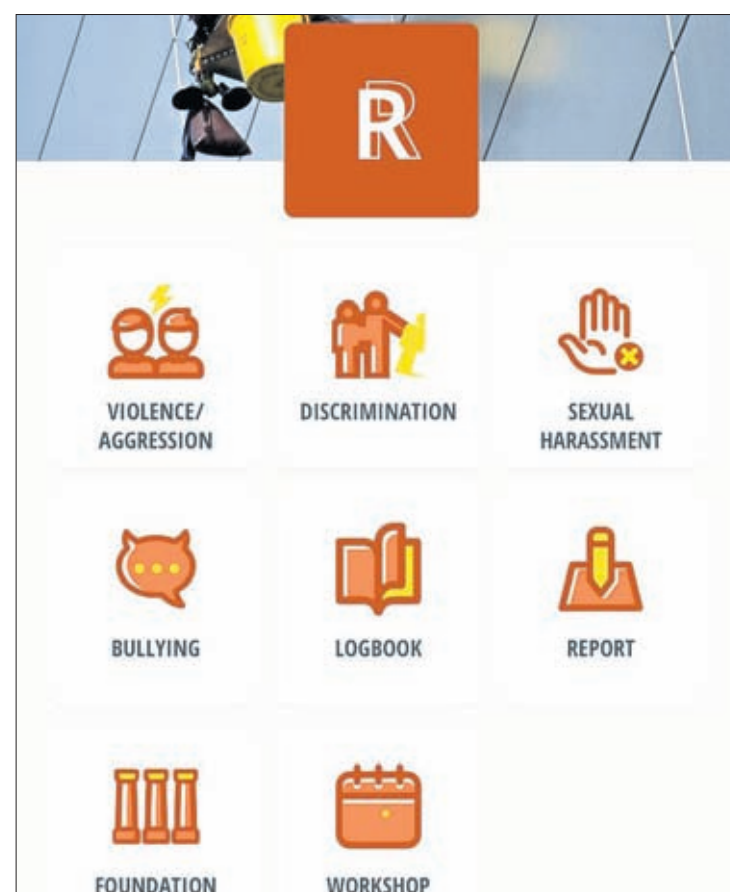 R
VIOLENCE/
AGGRESSION
DISCRIMINATION
SEXUAL
HARASSMENT
BULLYING
LOGBOOK
REPORT
FOUNDATION
WORKSHOP